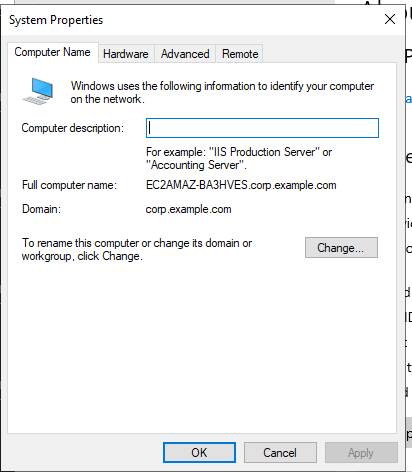 System Properties
Computer Name
Hardware
Advanced
Remote
Windows uses the following information to identify your computer
on the network.
Computer description:
For example: "IIS Production Server" or
"Accounting Server".
Full computer name:
EC2AMAZ-BA3HVES.corp.example.com
Domain:
corp.example.com
To rename this computer or change its domain or
workgroup, click Change.
Change...
OK
Cancel
Apply